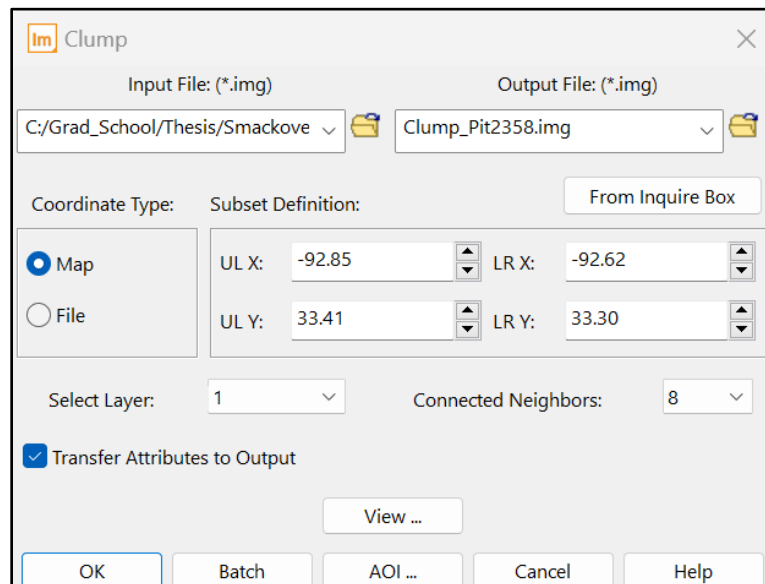 Im Clump
Input File: (*.img) Output File: (*.img)
C:/Grad_School/Thesis/Smackove Clump_Pit2358.img
From Inquire Box
Coordinate Type: Subset Definition:
Map UL X: -92.85 LR X: -92.62
File UL Y: 33.41 LR Y: 33.30
Select Layer: 1 Connected Neighbors: 8
Transfer Attributes to Output
View ...
OK Batch AOI ... Cancel Help